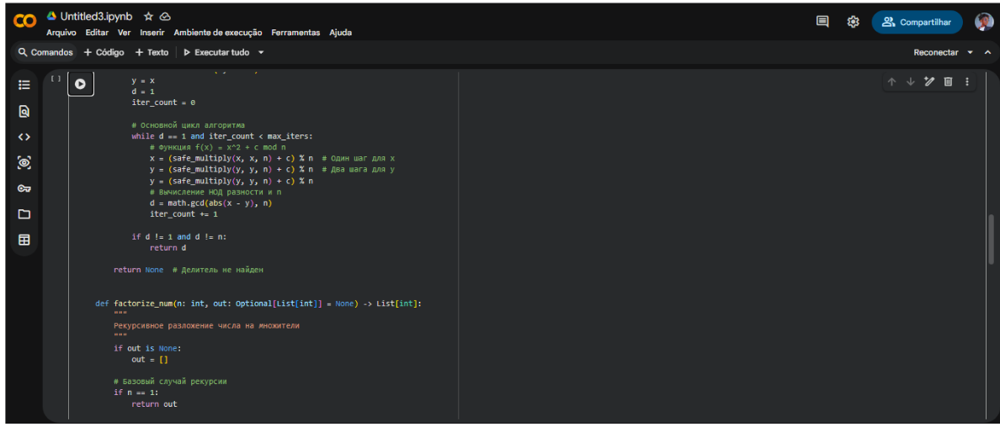 CO Untitled3.ipynb
Arquivo Editar Ver Inserir Ambiente de execução Ferramentas Ajuda
Compartilhar
Comandos + Código + Texto Executar tudo
Reconectar
[ ]
y = x
d = 1
iter_count = 0
# Основной цикл алгоритма
while d == 1 and iter_count < max_iters:
# Функция f(x) = x^2 + c mod n
x = (safe_multiply(x, x, n) + c) % n # Один шаг для x
y = (safe_multiply(y, y, n) + c) % n # Два шага для y
y = (safe_multiply(y, y, n) + c) % n
# Вычисление НОД разности и n
d = math.gcd(abs(x - y), n)
iter_count += 1
if d != 1 and d != n:
return d
return None # Делитель не найден
def factorize_num(n: int, out: Optional[List[int]] = None) -> List[int]:
"""
Рекурсивное разложение числа на множители
"""
if out is None:
out = []
# Базовый случай рекурсии
if n == 1:
return out